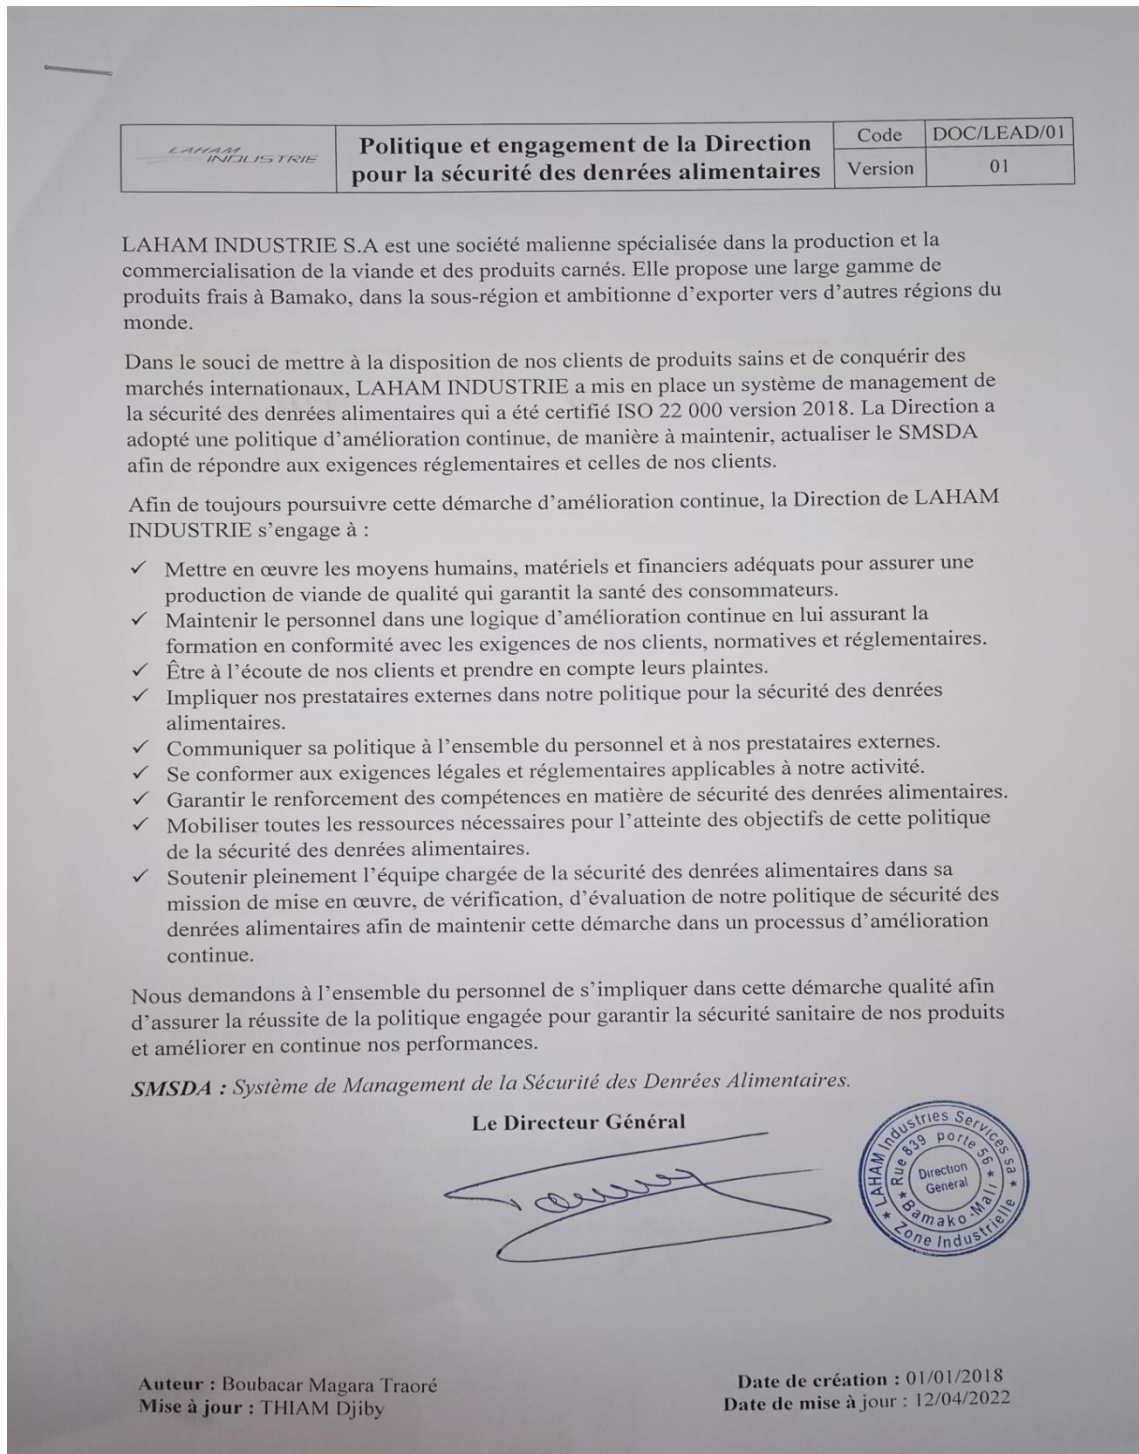 LAHAM
INDUSTRIE
Politique et engagement de la Direction
pour la sécurité des denrées alimentaires
Code DOC/LEAD/01
Version 01
LAHAM INDUSTRIE S.A est une société malienne spécialisée dans la production et la
commercialisation de la viande et des produits carnés. Elle propose une large gamme de
produits frais à Bamako, dans la sous-région et ambitionne d’exporter vers d’autres régions du
monde.
Dans le souci de mettre à la disposition de nos clients de produits sains et de conquérir des
marchés internationaux, LAHAM INDUSTRIE a mis en place un système de management de
la sécurité des denrées alimentaires qui a été certifié ISO 22 000 version 2018. La Direction a
adopté une politique d’amélioration continue, de manière à maintenir, actualiser le SMSDA
afin de répondre aux exigences réglementaires et celles de nos clients.
Afin de toujours poursuivre cette démarche d’amélioration continue, la Direction de LAHAM
INDUSTRIE s’engage à :
✓ Mettre en œuvre les moyens humains, matériels et financiers adéquats pour assurer une
production de viande de qualité qui garantit la santé des consommateurs.
✓ Maintenir le personnel dans une logique d’amélioration continue en lui assurant la
formation en conformité avec les exigences de nos clients, normatives et réglementaires.
✓ Être à l’écoute de nos clients et prendre en compte leurs plaintes.
✓ Impliquer nos prestataires externes dans notre politique pour la sécurité des denrées
alimentaires.
✓ Communiquer sa politique à l’ensemble du personnel et à nos prestataires externes.
✓ Se conformer aux exigences légales et réglementaires applicables à notre activité.
✓ Garantir le renforcement des compétences en matière de sécurité des denrées alimentaires.
✓ Mobiliser toutes les ressources nécessaires pour l’atteinte des objectifs de cette politique
de la sécurité des denrées alimentaires.
✓ Soutenir pleinement l’équipe chargée de la sécurité des denrées alimentaires dans sa
mission de mise en œuvre, de vérification, d’évaluation de notre politique de sécurité des
denrées alimentaires afin de maintenir cette démarche dans un processus d’amélioration
continue.
Nous demandons à l’ensemble du personnel de s’impliquer dans cette démarche qualité afin
d’assurer la réussite de la politique engagée pour garantir la sécurité sanitaire de nos produits
et améliorer en continue nos performances.
SMSDA : Système de Management de la Sécurité des Denrées Alimentaires.
Le Directeur Général
LAHAM Industries Services sa
★ Zone Industrielle ★
Rue 839 porte 56
★ Bamako-Mali ★
Direction
General
Auteur : Boubacar Magara Traoré
Mise à jour : THIAM Djiby
Date de création : 01/01/2018
Date de mise à jour : 12/04/2022